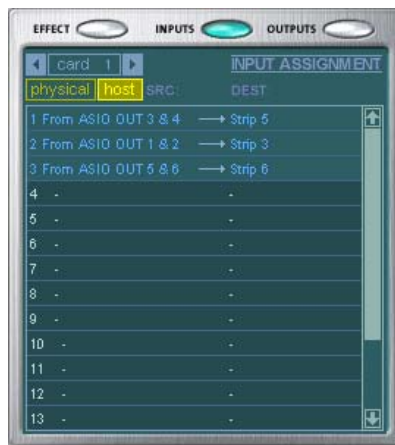 EFFECT INPUTS OUTPUTS
card 1 INPUT ASSIGNMENT
physical host SRC: DEST
1 From ASIO OUT 3 & 4 → Strip 5
2 From ASIO OUT 1 & 2 → Strip 3
3 From ASIO OUT 5 & 6 → Strip 6
4 - -
5 - -
6 - -
7 - -
8 - -
9 - -
10 - -
11 - -
12 - -
13 - -